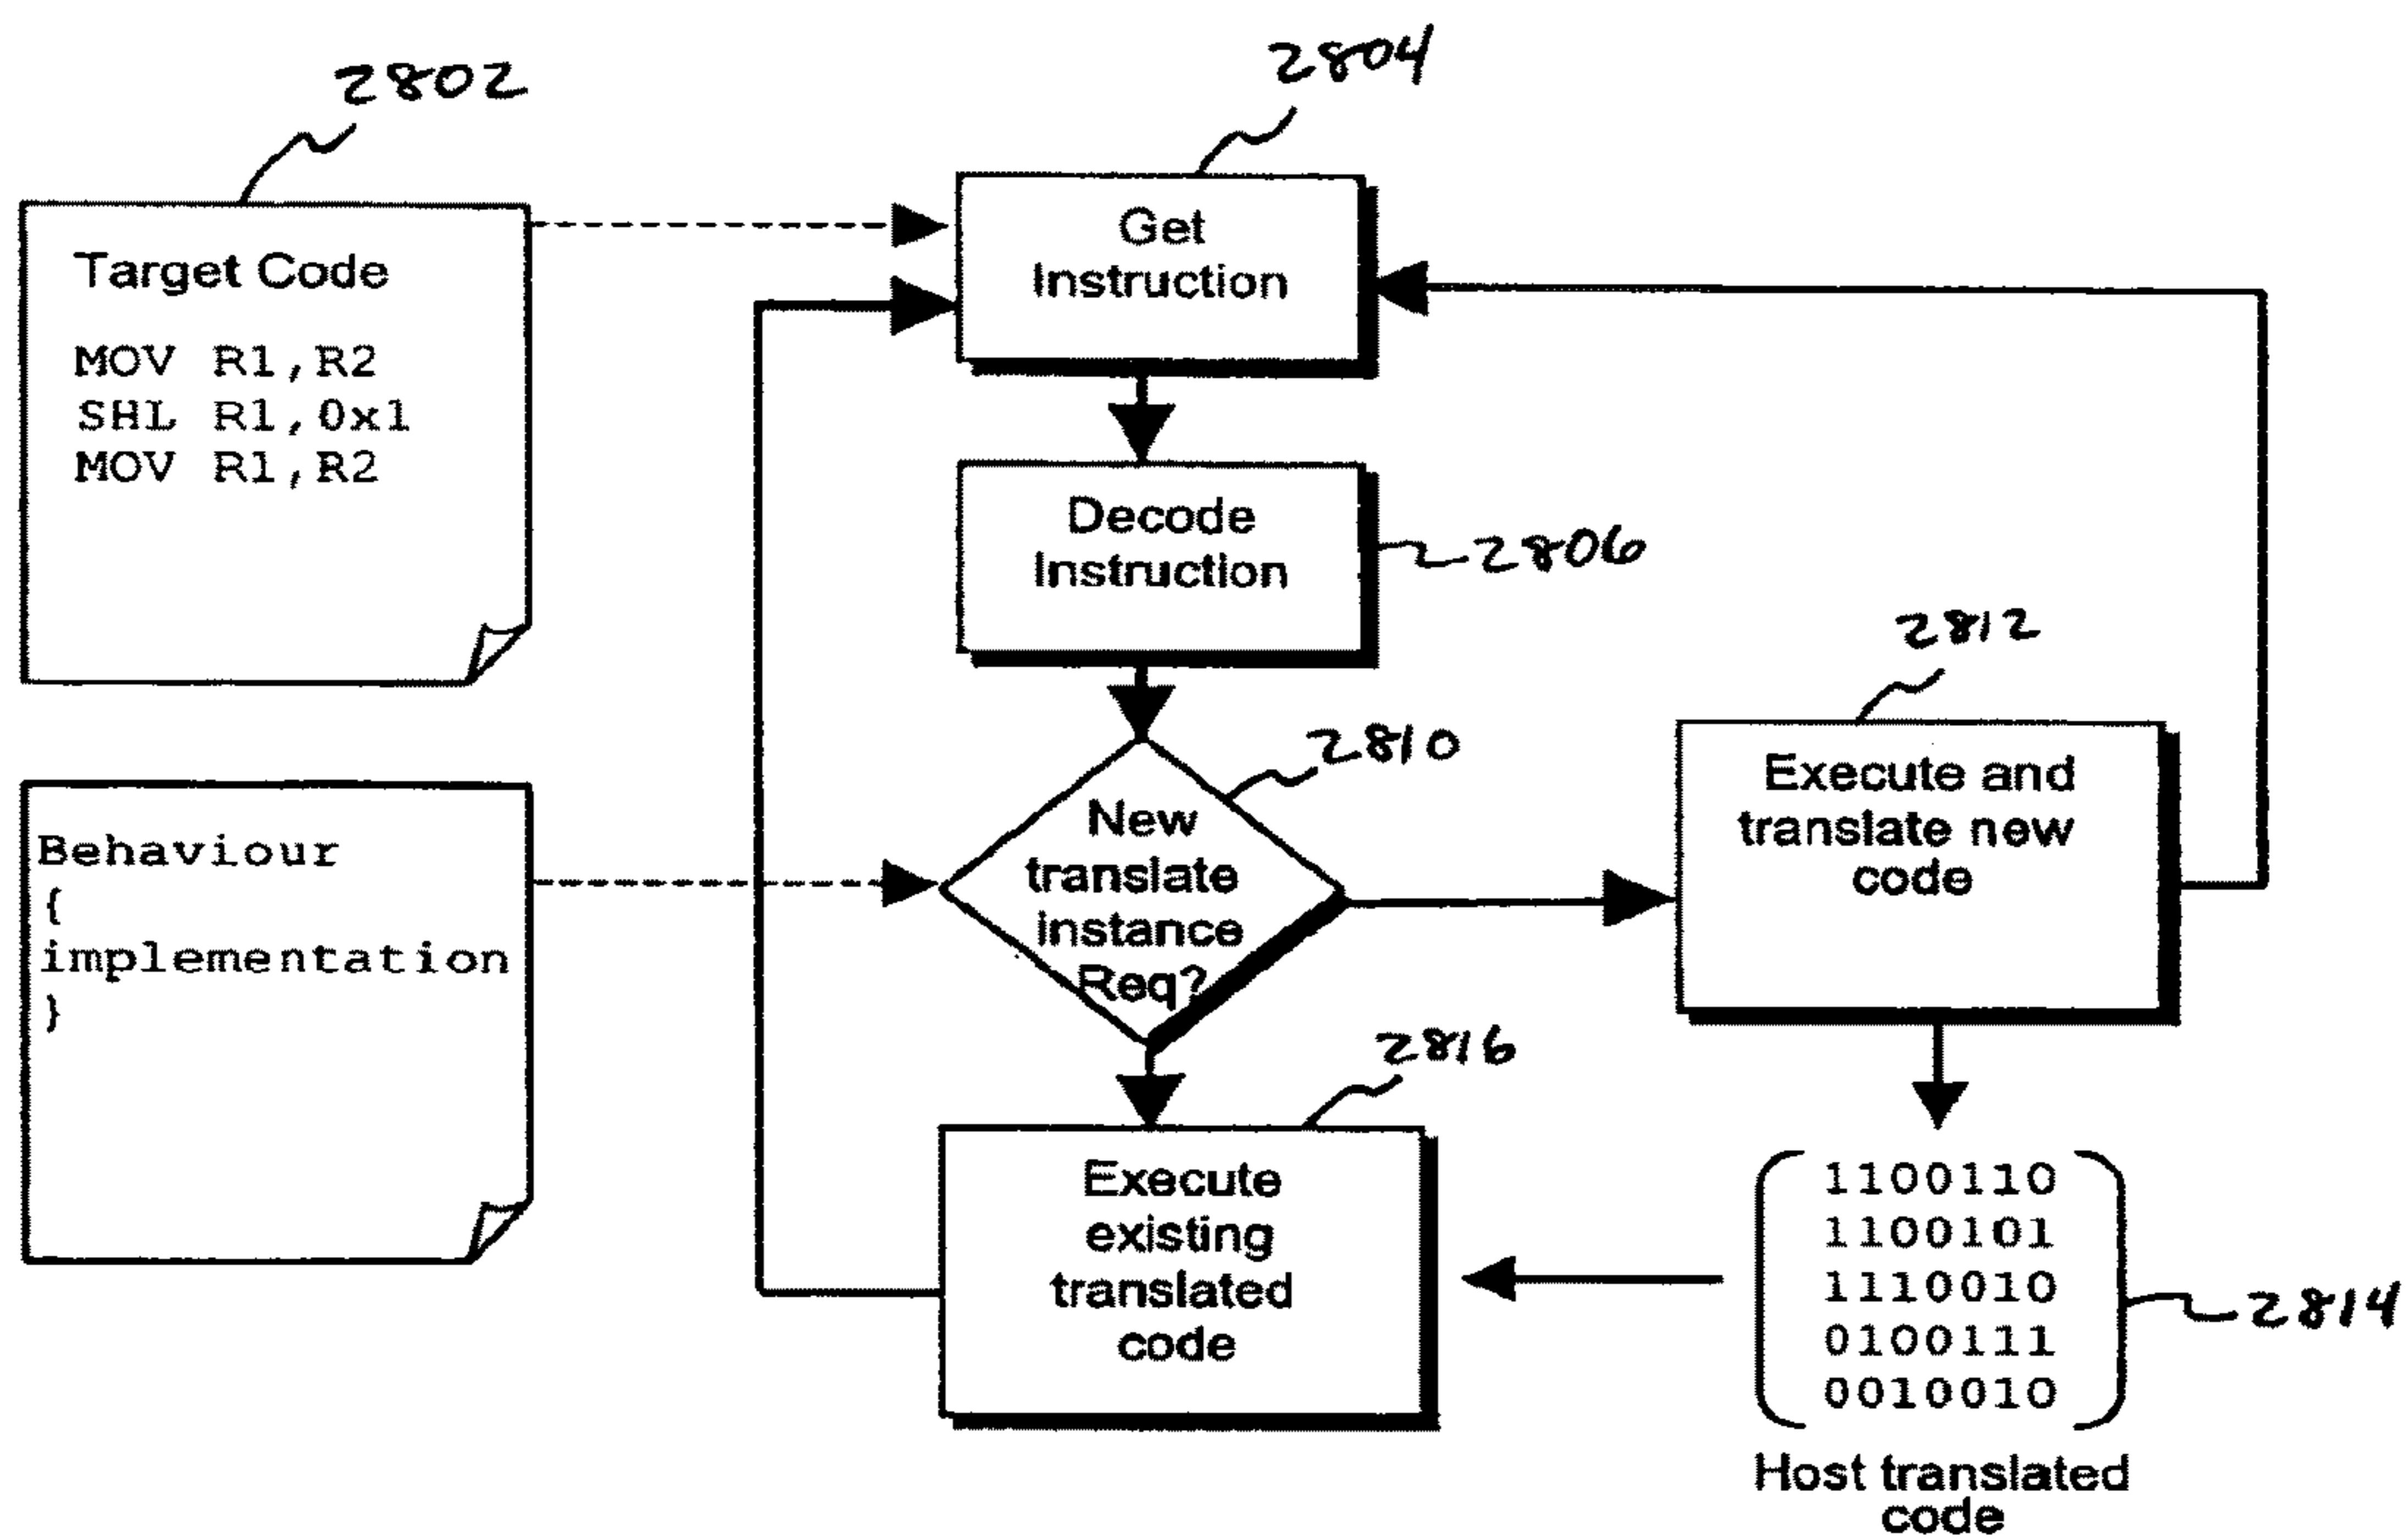 2802
2804
Target Code
MOV R1,R2
SHL R1,0x1
MOV R1,R2
Get
Instruction
Decode
Instruction
2806
2812
2810
Behaviour
{
implementation
}
New
translate
instance
Req?
Execute and
translate new
code
2816
Execute
existing
translated
code
1100110
1100101
1110010
0100111
0010010
2814
Host translated
code